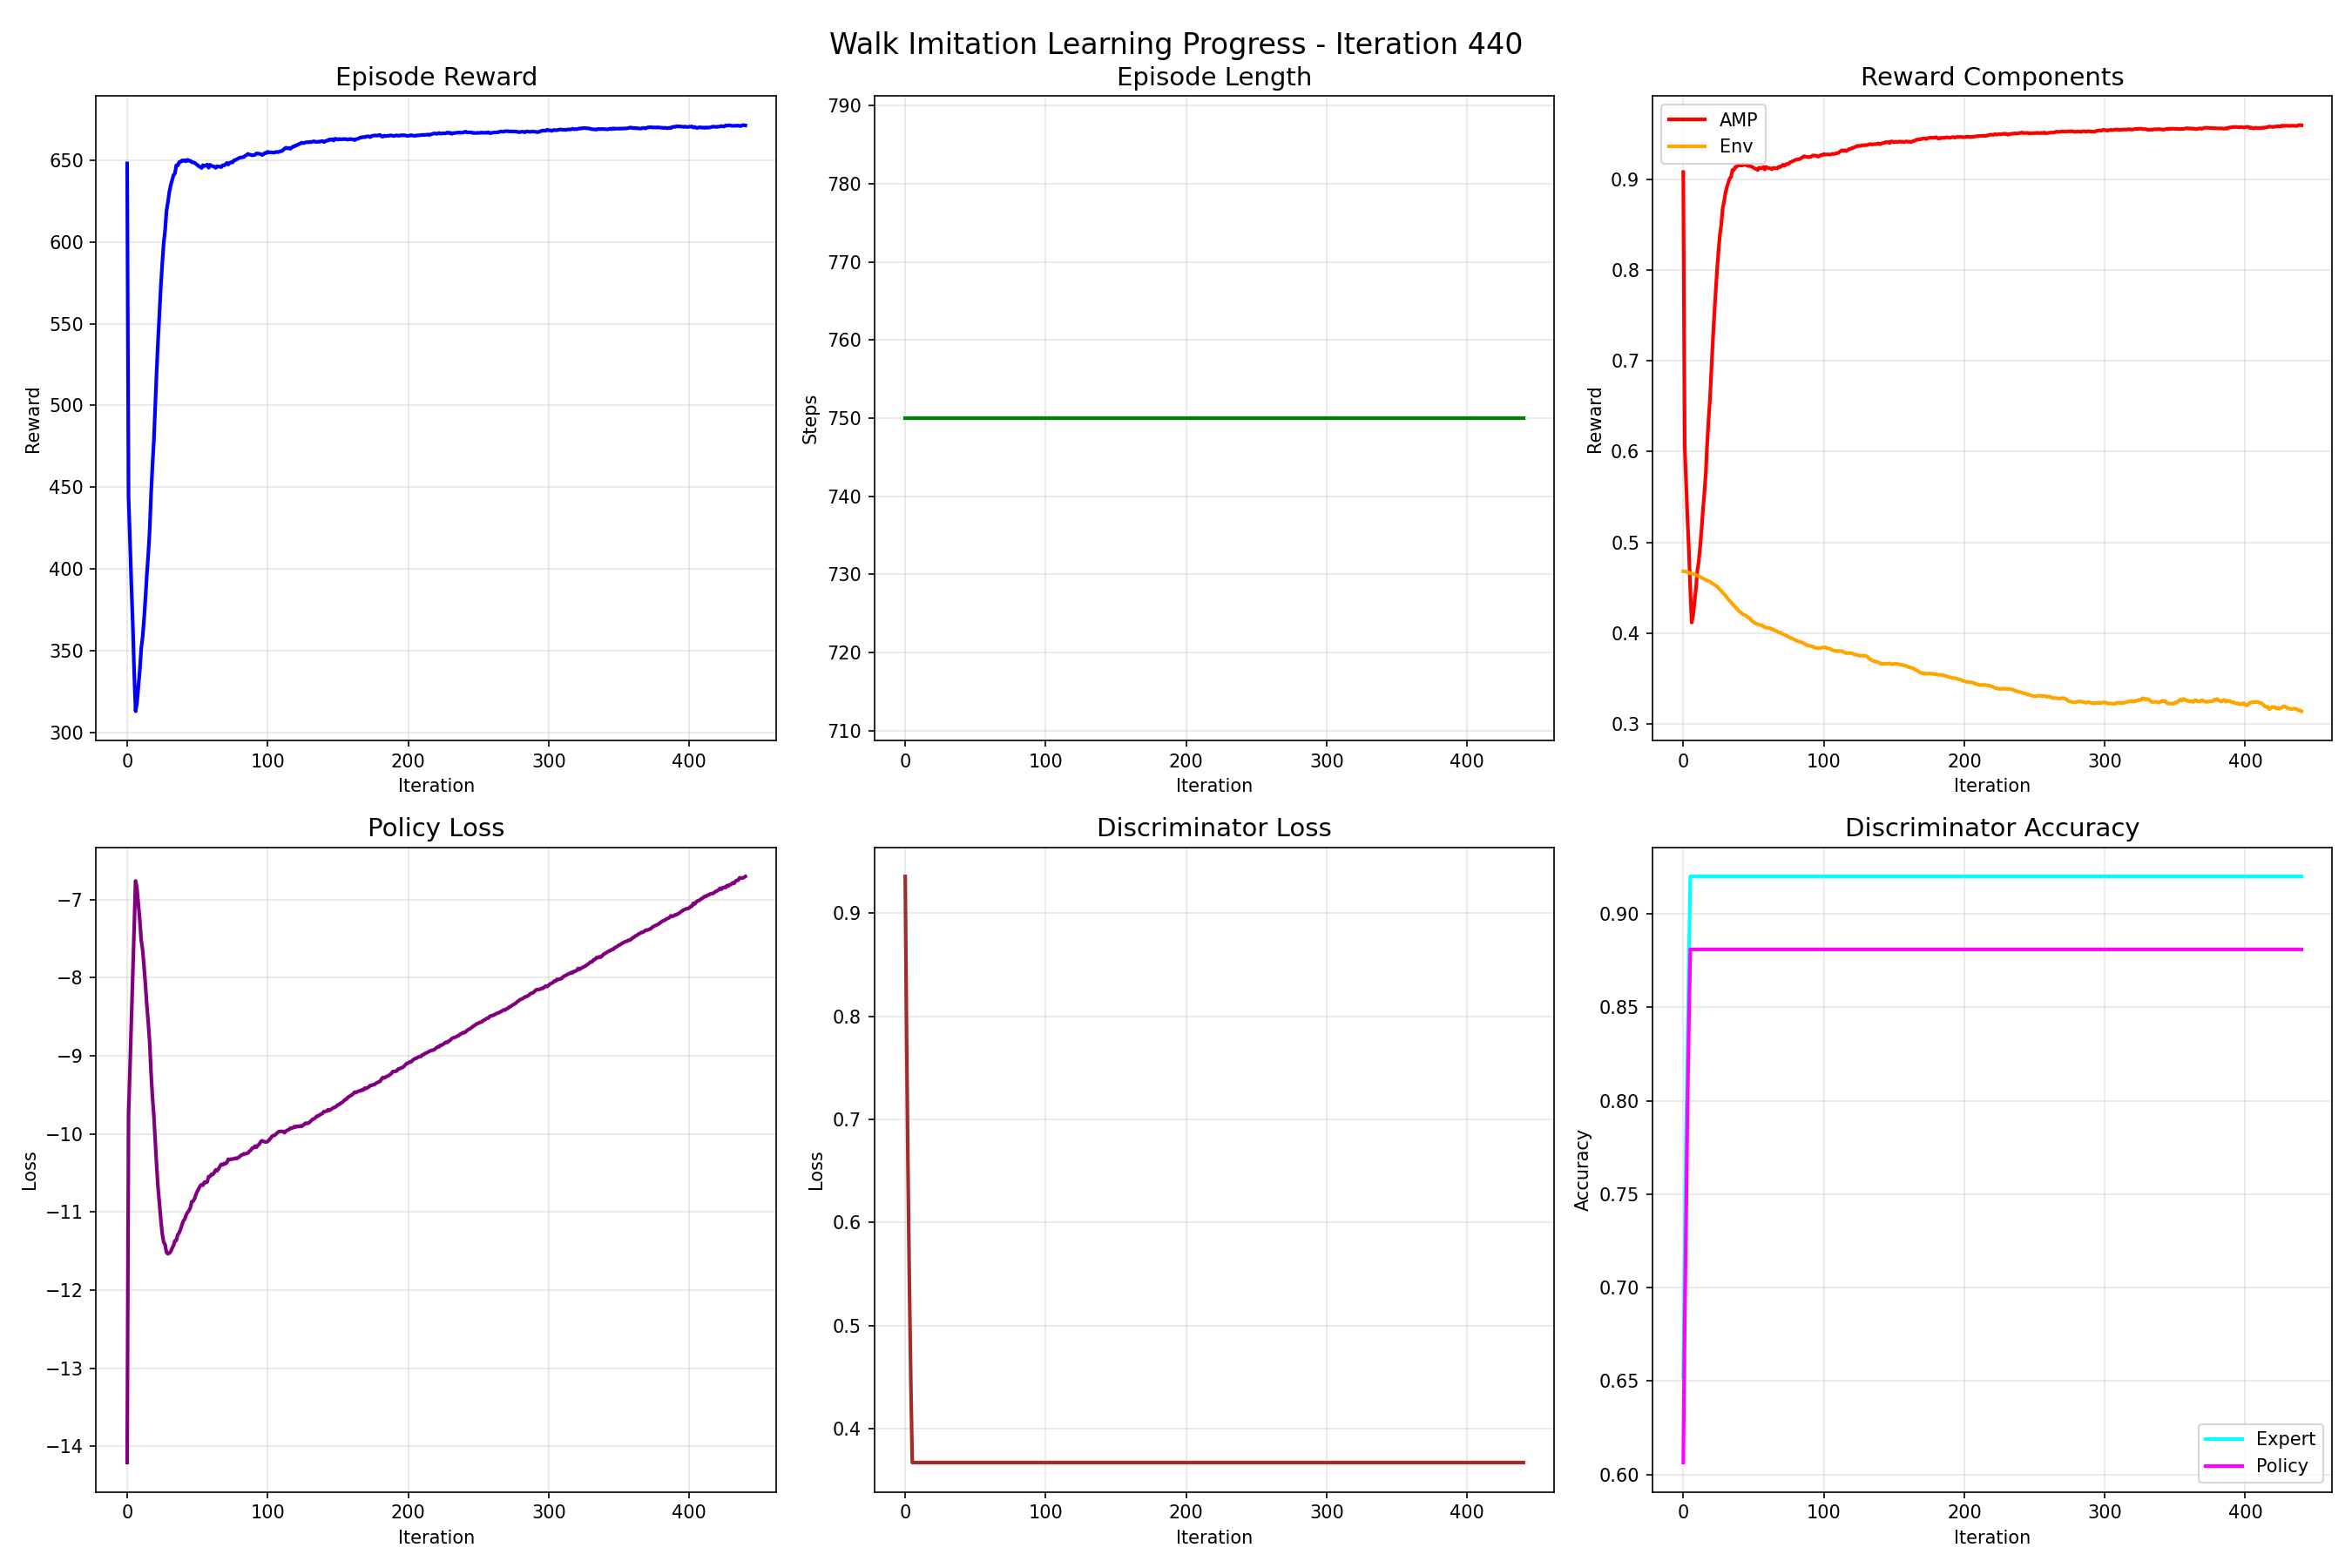 Walk Imitation Learning Progress - Iteration 440
Episode Reward
Reward
650
600
550
500
450
400
350
300
0 100 200 300 400
Iteration
Episode Length
Steps
790
780
770
760
750
740
730
720
710
0 100 200 300 400
Iteration
Reward Components
AMP
Env
Reward
0.9
0.8
0.7
0.6
0.5
0.4
0.3
0 100 200 300 400
Iteration
Policy Loss
Loss
−7
−8
−9
−10
−11
−12
−13
−14
0 100 200 300 400
Iteration
Discriminator Loss
Loss
0.9
0.8
0.7
0.6
0.5
0.4
0 100 200 300 400
Iteration
Discriminator Accuracy
Accuracy
0.90
0.85
0.80
0.75
0.70
0.65
0.60
Expert
Policy
0 100 200 300 400
Iteration